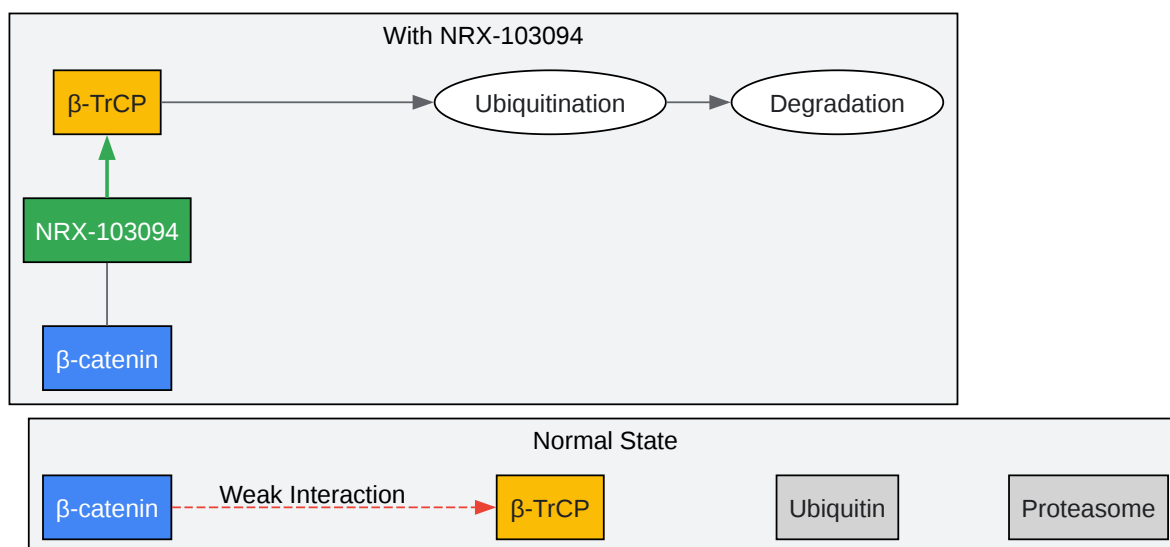 With NRX-103094
β-TrCP
Ubiquitination
Degradation
NRX-103094
β-catenin
Normal State
β-catenin
Weak Interaction
β-TrCP
Ubiquitin
Proteasome